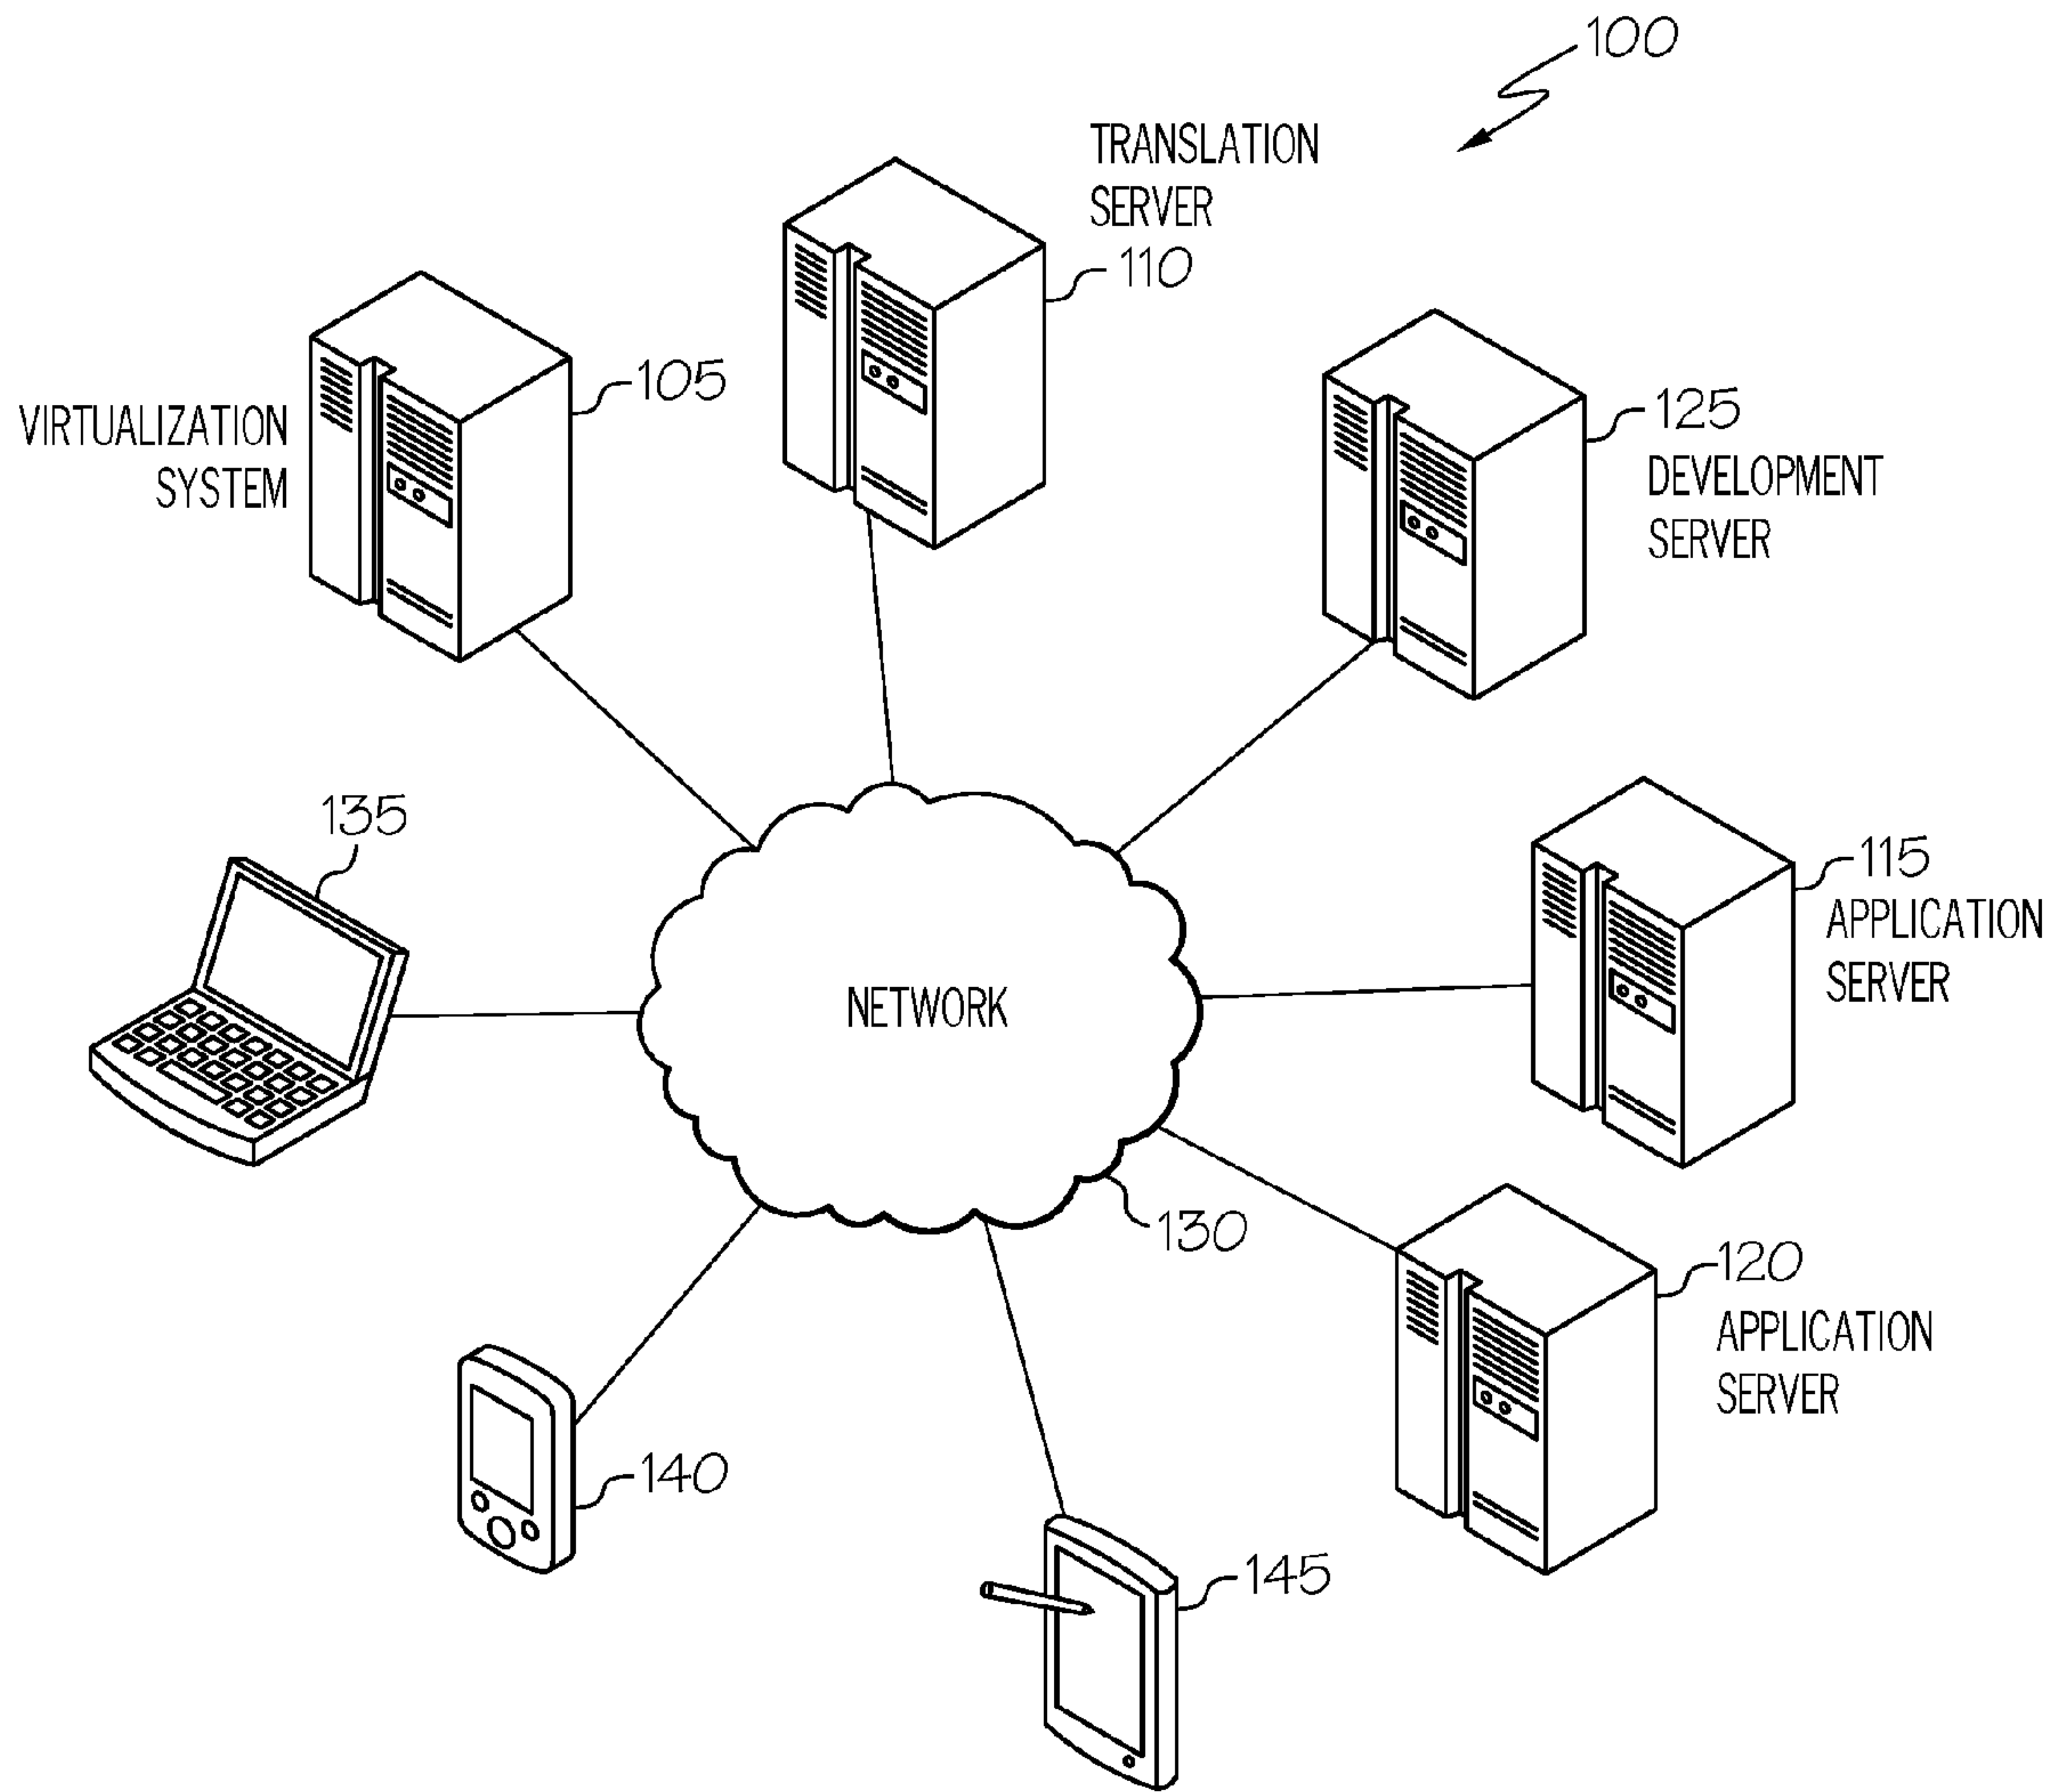 100
TRANSLATION
SERVER
110
105
VIRTUALIZATION
SYSTEM
125
DEVELOPMENT
SERVER
135
115
APPLICATION
SERVER
NETWORK
130
120
APPLICATION
SERVER
140
145